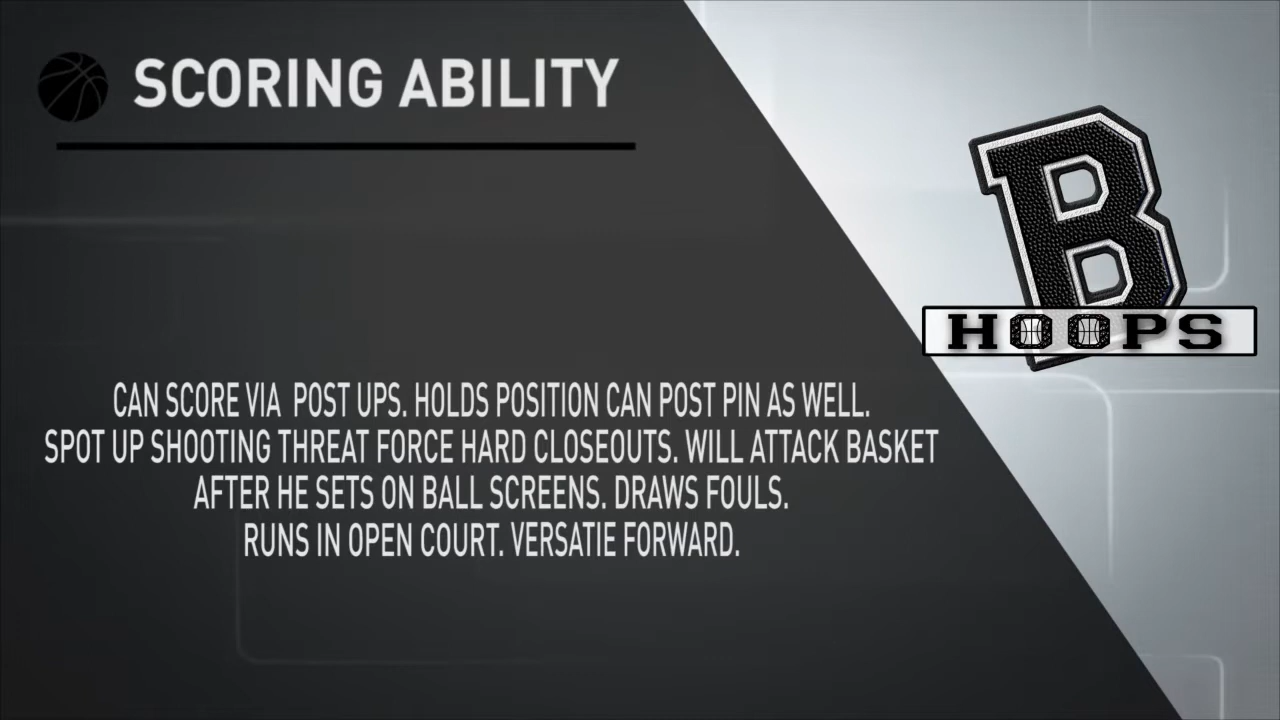 SCORING ABILITY
B
HOOPS
CAN SCORE VIA  POST UPS. HOLDS POSITION CAN POST PIN AS WELL.
SPOT UP SHOOTING THREAT FORCE HARD CLOSEOUTS. WILL ATTACK BASKET
AFTER HE SETS ON BALL SCREENS. DRAWS FOULS.
RUNS IN OPEN COURT. VERSATIE FORWARD.